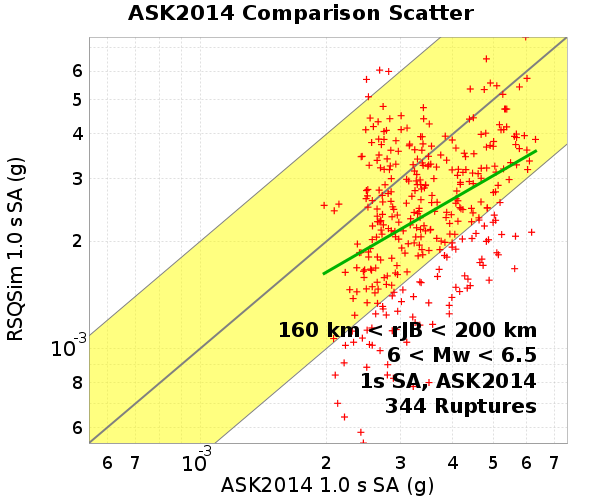 ASK2014 Comparison Scatter
RSQSim 1.0 s SA (g)
6
5
4
3
2
10-3
8
6
160 km < rJB < 200 km
6 < Mw < 6.5
1s SA, ASK2014
344 Ruptures
6 7 10-3 2 3 4 5 6 7
ASK2014 1.0 s SA (g)